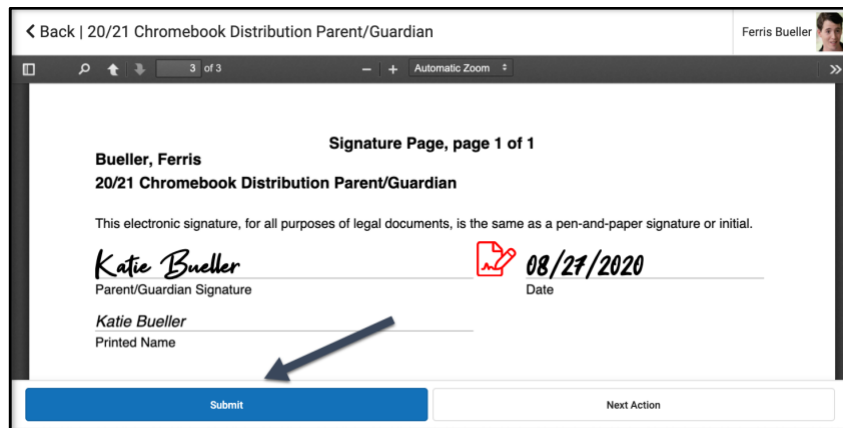 Back | 20/21 Chromebook Distribution Parent/Guardian
Ferris Bueller
3 of 3
Automatic Zoom
Signature Page, page 1 of 1
Bueller, Ferris
20/21 Chromebook Distribution Parent/Guardian
This electronic signature, for all purposes of legal documents, is the same as a pen-and-paper signature or initial.
Katie Bueller 08/27/2020
Parent/Guardian Signature Date
Katie Bueller
Printed Name
Submit Next Action